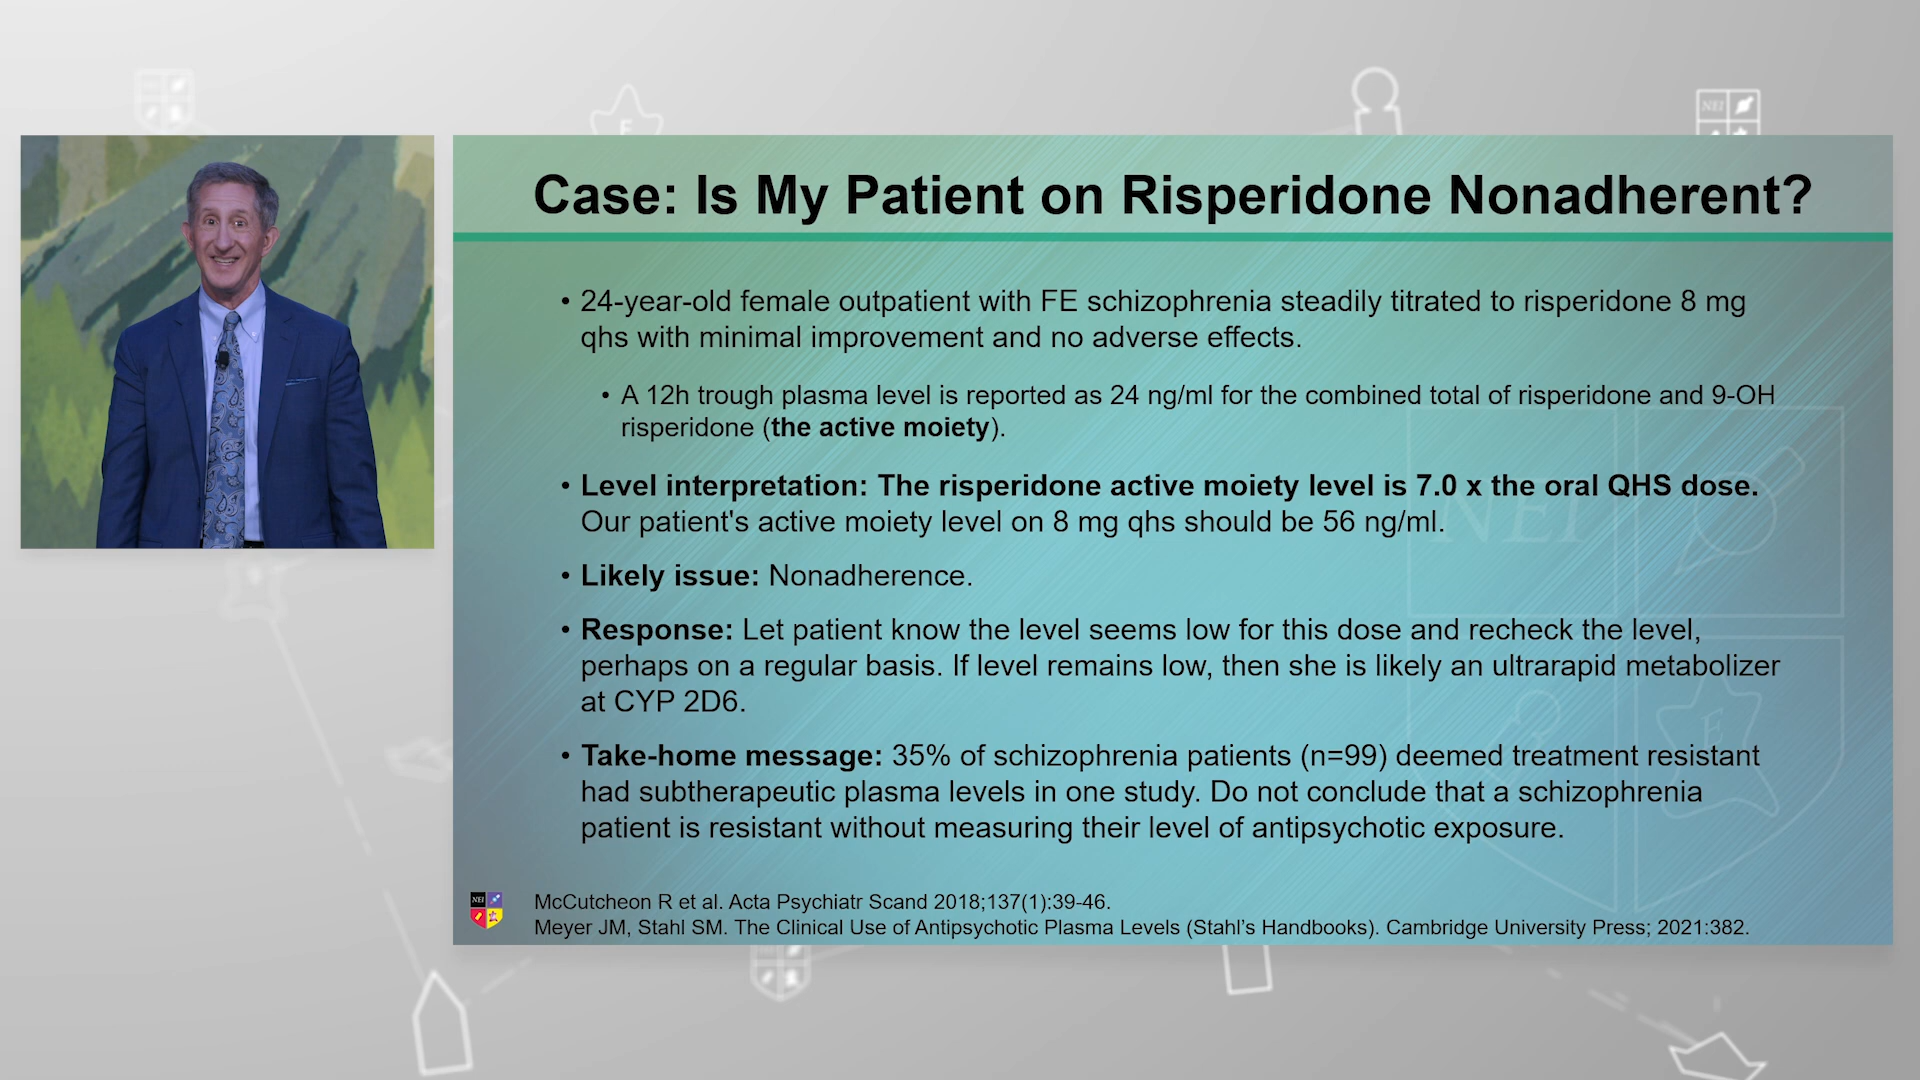 NEI
E
Case: Is My Patient on Risperidone Nonadherent?
• 24-year-old female outpatient with FE schizophrenia steadily titrated to risperidone 8 mg
qhs with minimal improvement and no adverse effects.
• A 12h trough plasma level is reported as 24 ng/ml for the combined total of risperidone and 9-OH
risperidone (the active moiety).
• Level interpretation: The risperidone active moiety level is 7.0 x the oral QHS dose.
Our patient's active moiety level on 8 mg qhs should be 56 ng/ml.
• Likely issue: Nonadherence.
• Response: Let patient know the level seems low for this dose and recheck the level,
perhaps on a regular basis. If level remains low, then she is likely an ultrarapid metabolizer
at CYP 2D6.
• Take-home message: 35% of schizophrenia patients (n=99) deemed treatment resistant
had subtherapeutic plasma levels in one study. Do not conclude that a schizophrenia
patient is resistant without measuring their level of antipsychotic exposure.
NEI
E
NEI
McCutcheon R et al. Acta Psychiatr Scand 2018;137(1):39-46.
Meyer JM, Stahl SM. The Clinical Use of Antipsychotic Plasma Levels (Stahl’s Handbooks). Cambridge University Press; 2021:382.